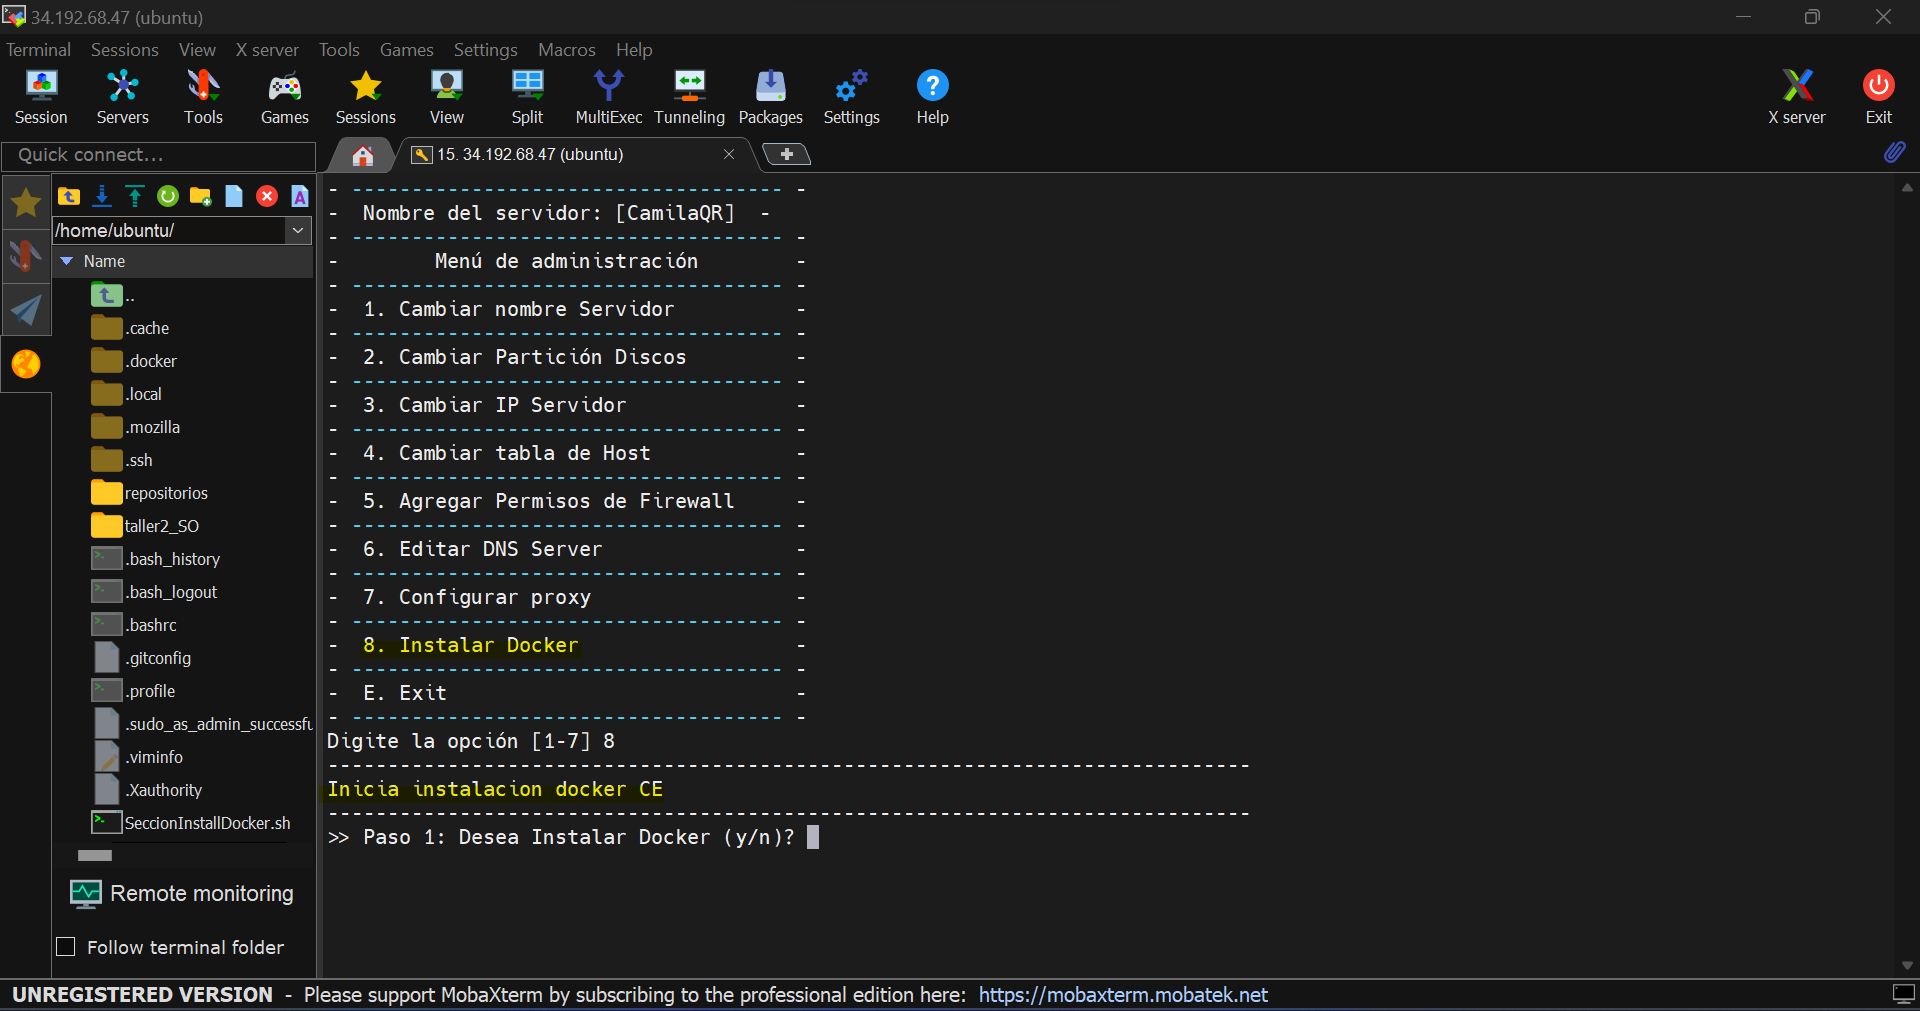 34.192.68.47 (ubuntu)
Terminal Sessions View X server Tools Games Settings Macros Help
Session Servers Tools Games Sessions View Split MultiExec Tunneling Packages Settings Help X server Exit
Quick connect...
15. 34.192.68.47 (ubuntu)
/home/ubuntu/
Name
..
.cache
.docker
.local
.mozilla
.ssh
repositorios
taller2_SO
.bash_history
.bash_logout
.bashrc
.gitconfig
.profile
.sudo_as_admin_successfu
.viminfo
.Xauthority
SeccionInstallDocker.sh
Remote monitoring
Follow terminal folder
- ------------------------------------ -
-  Nombre del servidor: [CamilaQR]  -
- ------------------------------------ -
-        Menú de administración        -
- ------------------------------------ -
-  1. Cambiar nombre Servidor          -
- ------------------------------------ -
-  2. Cambiar Partición Discos         -
- ------------------------------------ -
-  3. Cambiar IP Servidor              -
- ------------------------------------ -
-  4. Cambiar tabla de Host            -
- ------------------------------------ -
-  5. Agregar Permisos de Firewall     -
- ------------------------------------ -
-  6. Editar DNS Server                -
- ------------------------------------ -
-  7. Configurar proxy                 -
- ------------------------------------ -
-  8. Instalar Docker                  -
- ------------------------------------ -
-  E. Exit                             -
- ------------------------------------ -
Digite la opción [1-7] 8
-----------------------------------------------------------------------------
Inicia instalacion docker CE
-----------------------------------------------------------------------------
>> Paso 1: Desea Instalar Docker (y/n)?
UNREGISTERED VERSION - Please support MobaXterm by subscribing to the professional edition here: https://mobaxterm.mobatek.net